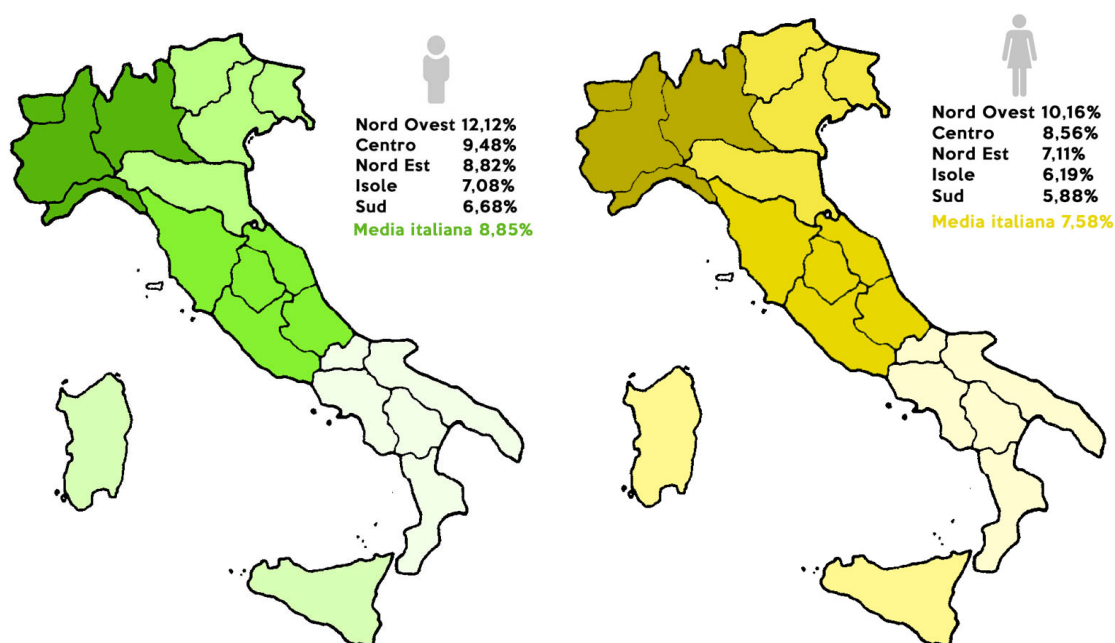 Nord Ovest 12,12%
Centro 9,48%
Nord Est 8,82%
Isole 7,08%
Sud 6,68%
Media italiana 8,85%
Nord Ovest 10,16%
Centro 8,56%
Nord Est 7,11%
Isole 6,19%
Sud 5,88%
Media italiana 7,58%